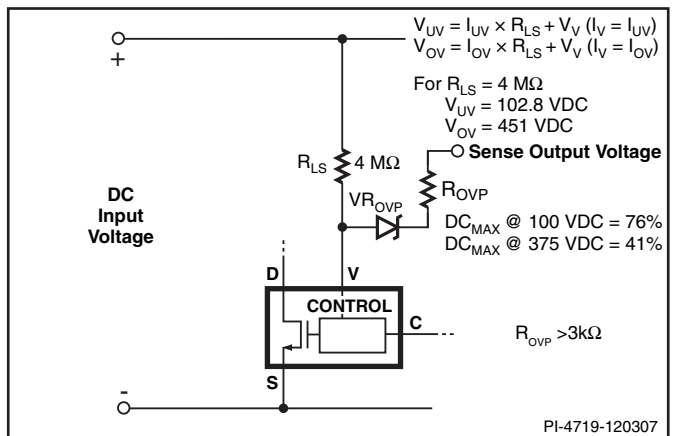 V_UV = I_UV × R_LS + V_V (I_V = I_UV)
V_OV = I_OV × R_LS + V_V (I_V = I_OV)
+
For R_LS = 4 MΩ
V_UV = 102.8 VDC
V_OV = 451 VDC
Sense Output Voltage
R_LS
4 MΩ
R_OVP
VR_OVP
DC
Input
Voltage
DC_MAX @ 100 VDC = 76%
DC_MAX @ 375 VDC = 41%
D
V
CONTROL
C
R_OVP >3kΩ
S
-
PI-4719-120307